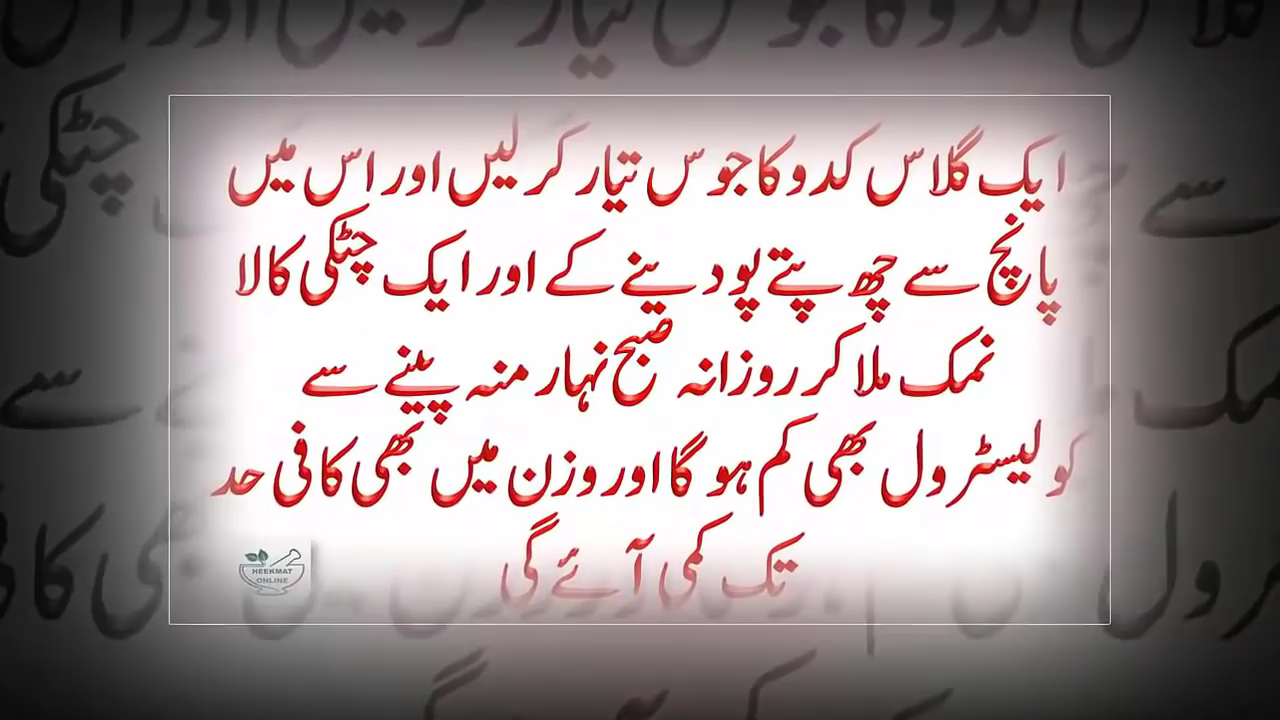 ایک گلاس کدو کا جوس تیار کر لیں اور اس میں
پانچ سے چھ پتے پودینے کے اور ایک چٹکی کالا
نمک ملا کر روزانہ صبح نہار منہ پینے سے
کولیسٹرول بھی کم ہو گا اور وزن میں بھی کافی حد
تک کمی آئے گی
HEEKMAT
ONLINE